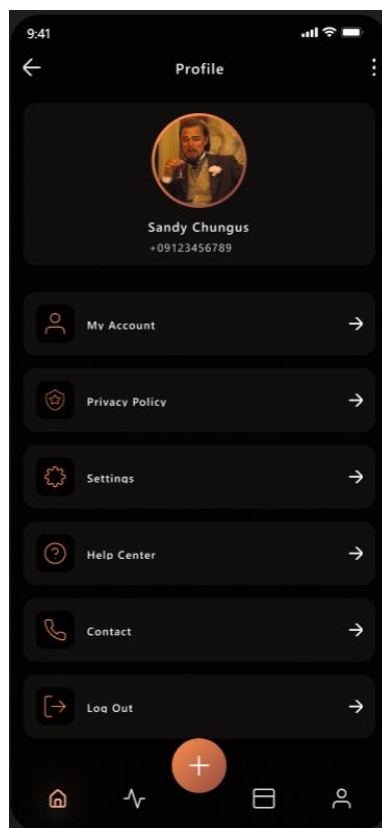 9:41
Profile
Sandy Chungus
+09123456789
My Account
Privacy Policy
Settings
Help Center
Contact
Log Out